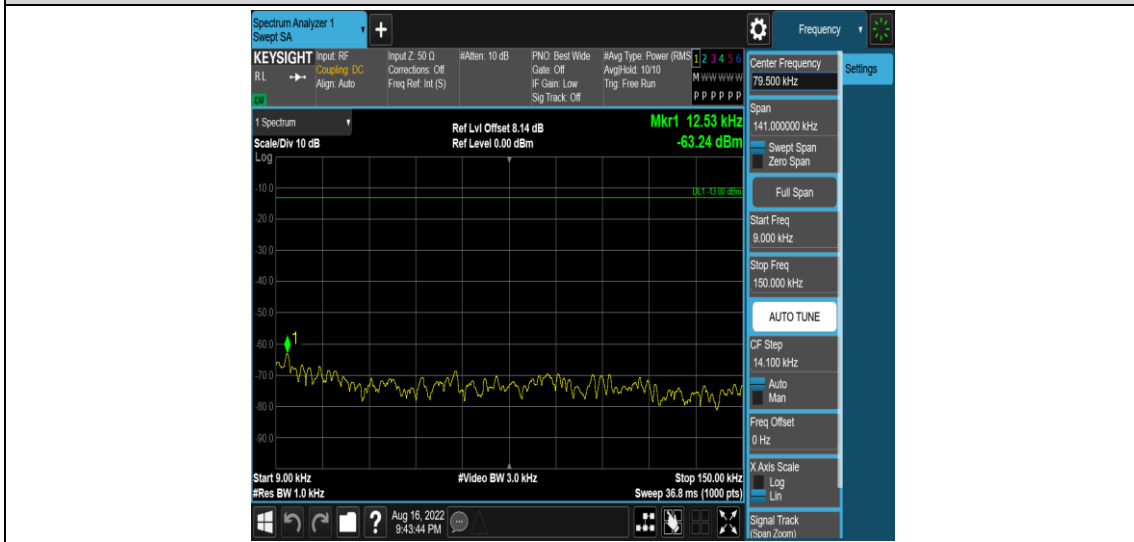 Spectrum Analyzer 1
Swept SA
Frequency
KEYSIGHT
RL
Input: RF
Coupling: DC
Align: Auto
Input Z: 50 Ω
Corrections: Off
Freq Ref: Int (S)
#Atten: 10 dB
PNO: Best Wide
Gate: Off
IF Gain: Low
Sig Track: Off
#Avg Type: Power (RMS
Avg|Hold: 10/10
Trig: Free Run
1 2 3 4 5 6
M W W W W W
P P P P P P
1 Spectrum
Scale/Div 10 dB
Log
Ref Lvl Offset 8.14 dB
Ref Level 0.00 dBm
Mkr1 12.53 kHz
-63.24 dBm
DL1 -13.00 dBm
-10.0
-20.0
-30.0
-40.0
-50.0
-60.0
-70.0
-80.0
-90.0
1
Start 9.00 kHz
#Res BW 1.0 kHz
#Video BW 3.0 kHz
Stop 150.00 kHz
Sweep 36.8 ms (1000 pts)
?
Aug 16, 2022
9:43:44 PM
Center Frequency
79.500 kHz
Settings
Span
141.000000 kHz
Swept Span
Zero Span
Full Span
Start Freq
9.000 kHz
Stop Freq
150.000 kHz
AUTO TUNE
CF Step
14.100 kHz
Auto
Man
Freq Offset
0 Hz
X Axis Scale
Log
Lin
Signal Track
(Span Zoom)